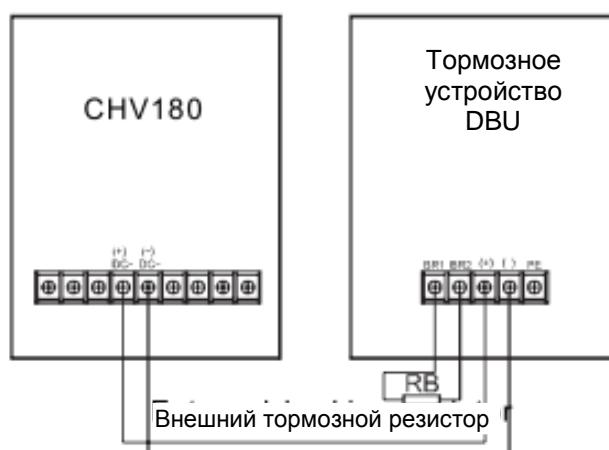 CHV180
Тормозное
устройство
DBU
(+) (-)
DC- DC-
BR1 BR2 (+) (-) PE
RB
Внешний тормозной резистор